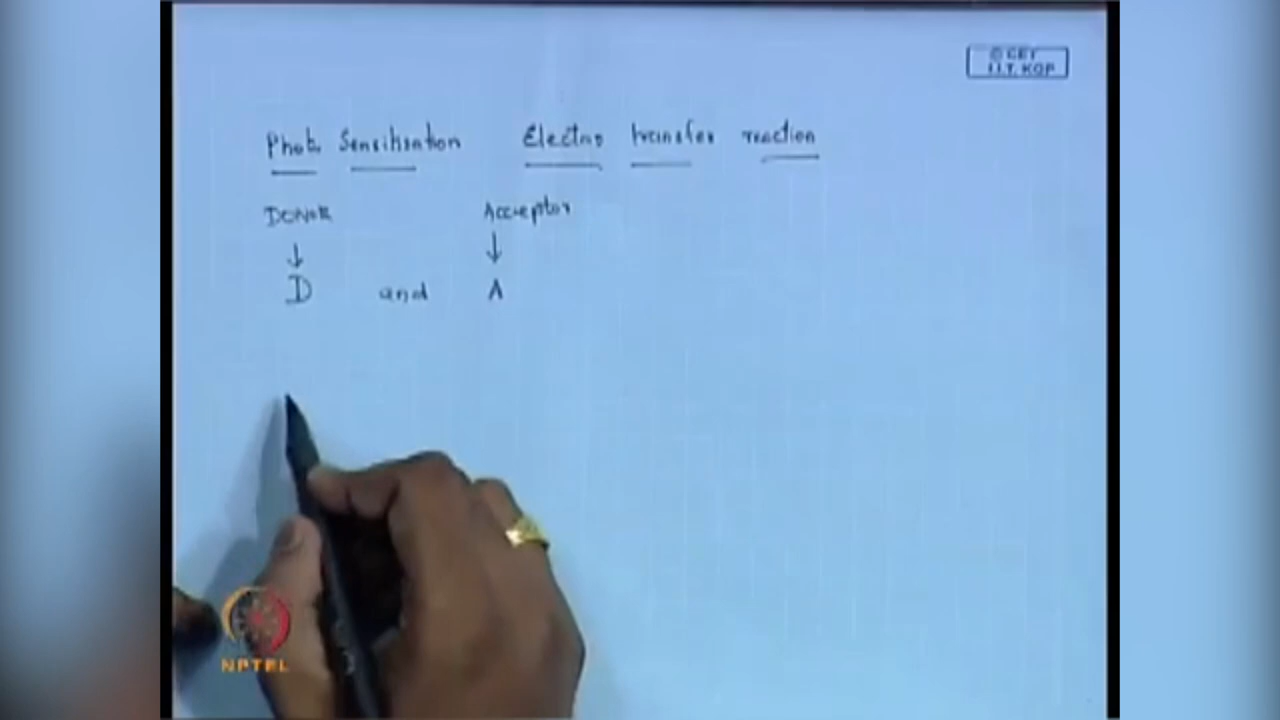 © CET
I.I.T. KGP
Photo Sensitisation Electron transfer reaction
DONOR Acceptor
↓ ↓
D and A
NPTEL